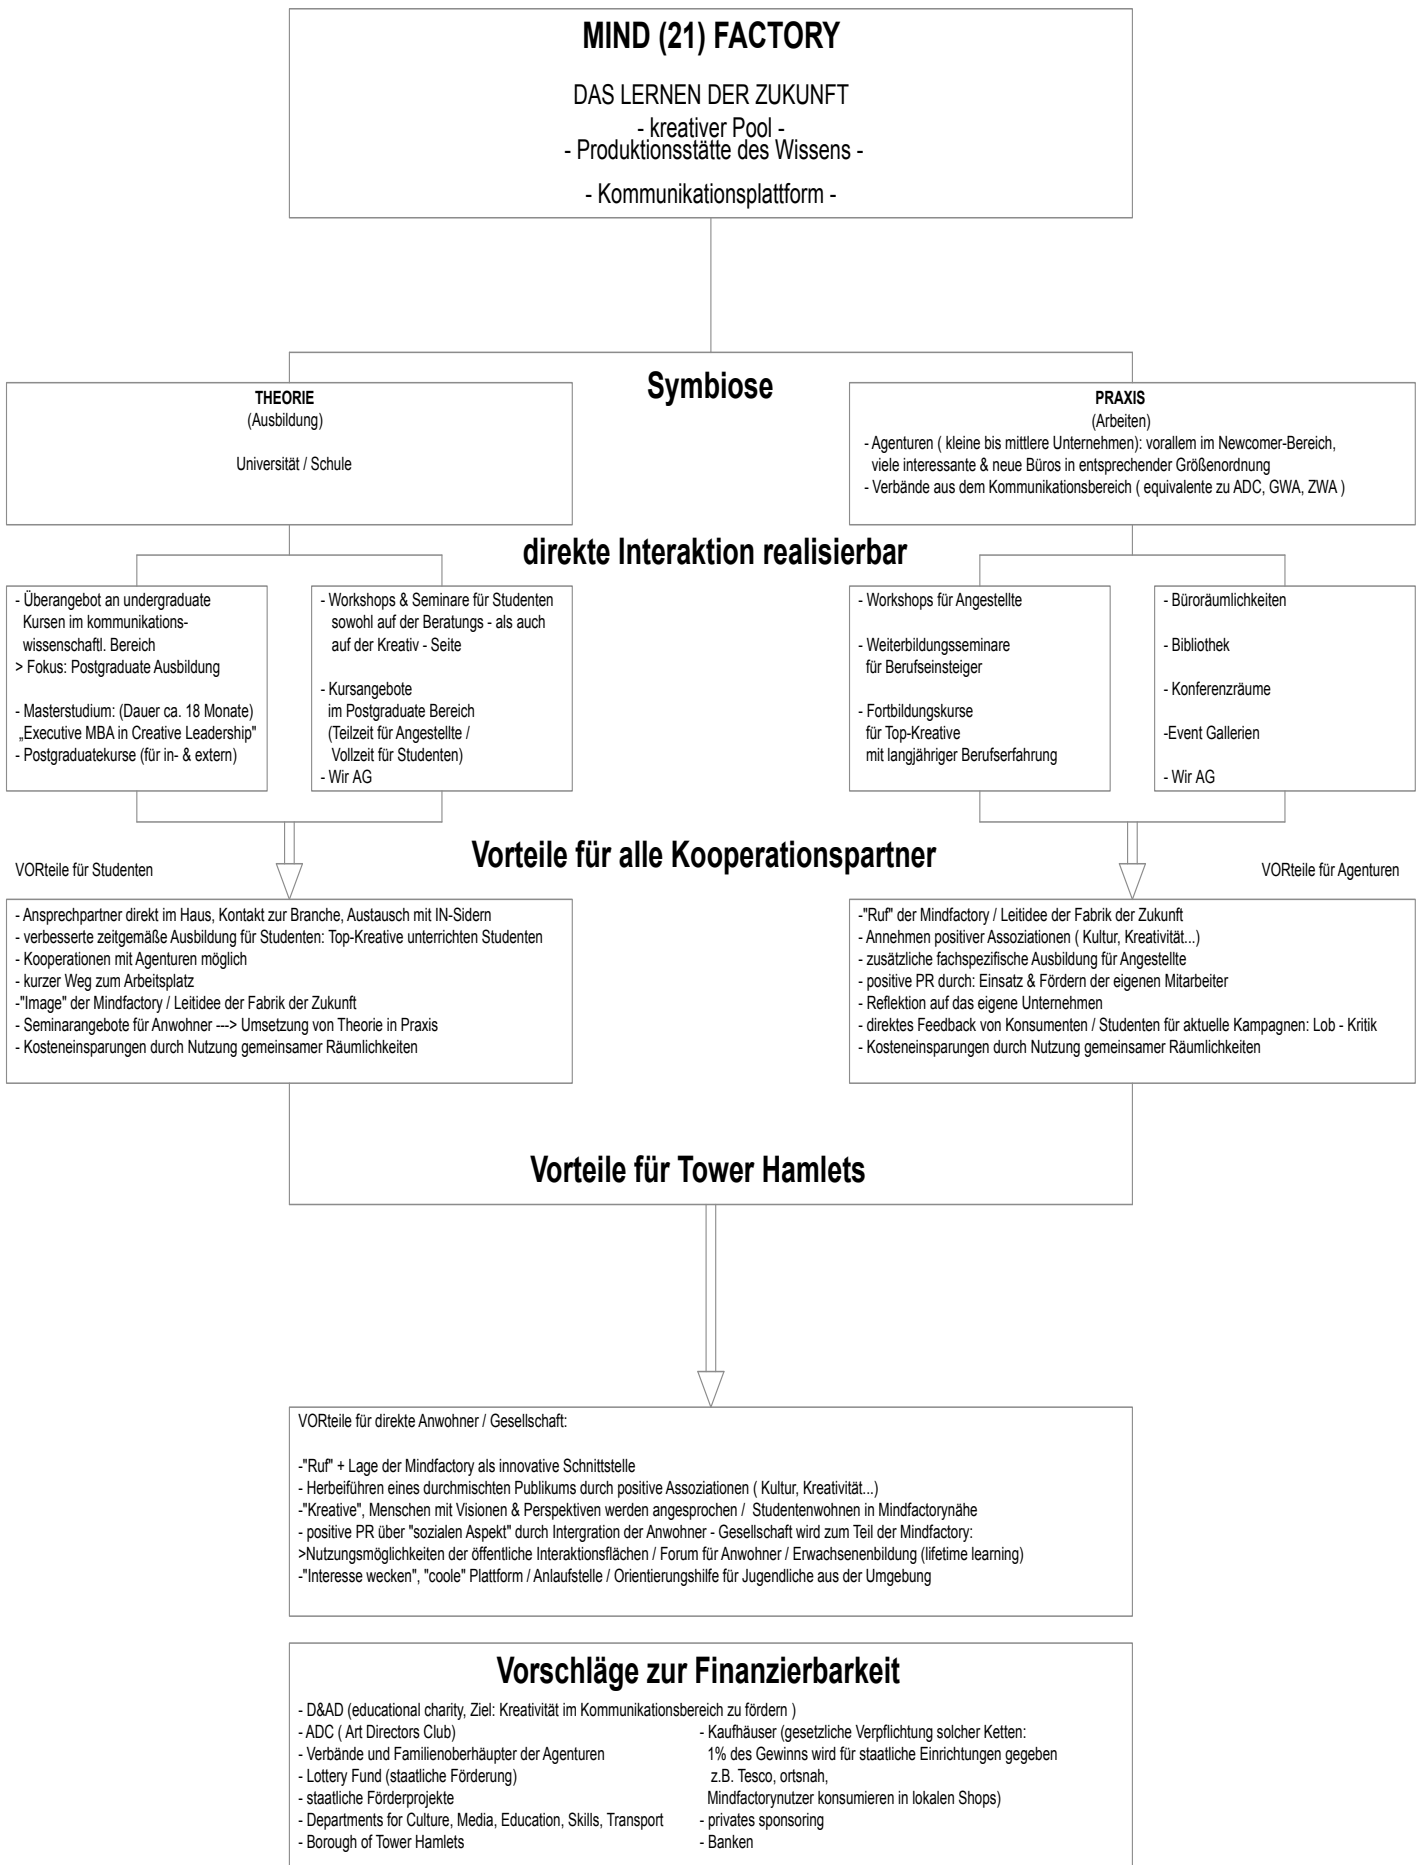 MIND (21) FACTORY
DAS LERNEN DER ZUKUNFT
- kreativer Pool -
- Produktionsstätte des Wissens -
- Kommunikationsplattform -
Symbiose
THEORIE
(Ausbildung)
Universität / Schule
PRAXIS
(Arbeiten)
- Agenturen ( kleine bis mittlere Unternehmen): vorallem im Newcomer-Bereich,
viele interessante & neue Büros in entsprechender Größenordnung
- Verbände aus dem Kommunikationsbereich ( equivalente zu ADC, GWA, ZWA )
direkte Interaktion realisierbar
- Überangebot an undergraduate
Kursen im kommunikations-
wissenschaftl. Bereich
> Fokus: Postgraduate Ausbildung
- Masterstudium: (Dauer ca. 18 Monate)
„Executive MBA in Creative Leadership"
- Postgraduatekurse (für in- & extern)
- Workshops & Seminare für Studenten
sowohl auf der Beratungs - als auch
auf der Kreativ - Seite
- Kursangebote
im Postgraduate Bereich
(Teilzeit für Angestellte /
Vollzeit für Studenten)
- Wir AG
- Workshops für Angestellte
- Weiterbildungsseminare
für Berufseinsteiger
- Fortbildungskurse
für Top-Kreative
mit langjähriger Berufserfahrung
- Büroräumlichkeiten
- Bibliothek
- Konferenzräume
-Event Gallerien
- Wir AG
Vorteile für alle Kooperationspartner
VORteile für Studenten
VORteile für Agenturen
- Ansprechpartner direkt im Haus, Kontakt zur Branche, Austausch mit IN-Sidern
- verbesserte zeitgemäße Ausbildung für Studenten: Top-Kreative unterrichten Studenten
- Kooperationen mit Agenturen möglich
- kurzer Weg zum Arbeitsplatz
-"Image" der Mindfactory / Leitidee der Fabrik der Zukunft
- Seminarangebote für Anwohner ---> Umsetzung von Theorie in Praxis
- Kosteneinsparungen durch Nutzung gemeinsamer Räumlichkeiten
-"Ruf" der Mindfactory / Leitidee der Fabrik der Zukunft
- Annehmen positiver Assoziationen ( Kultur, Kreativität...)
- zusätzliche fachspezifische Ausbildung für Angestellte
- positive PR durch: Einsatz & Fördern der eigenen Mitarbeiter
- Reflektion auf das eigene Unternehmen
- direktes Feedback von Konsumenten / Studenten für aktuelle Kampagnen: Lob - Kritik
- Kosteneinsparungen durch Nutzung gemeinsamer Räumlichkeiten
Vorteile für Tower Hamlets
VORteile für direkte Anwohner / Gesellschaft:
-"Ruf" + Lage der Mindfactory als innovative Schnittstelle
- Herbeiführen eines durchmischten Publikums durch positive Assoziationen ( Kultur, Kreativität...)
-"Kreative", Menschen mit Visionen & Perspektiven werden angesprochen / Studentenwohnen in Mindfactorynähe
- positive PR über "sozialen Aspekt" durch Intergration der Anwohner - Gesellschaft wird zum Teil der Mindfactory:
>Nutzungsmöglichkeiten der öffentliche Interaktionsflächen / Forum für Anwohner / Erwachsenenbildung (lifetime learning)
-"Interesse wecken", "coole" Plattform / Anlaufstelle / Orientierungshilfe für Jugendliche aus der Umgebung
Vorschläge zur Finanzierbarkeit
- D&AD (educational charity, Ziel: Kreativität im Kommunikationsbereich zu fördern )
- ADC ( Art Directors Club)
- Verbände und Familienoberhäupter der Agenturen
- Lottery Fund (staatliche Förderung)
- staatliche Förderprojekte
- Departments for Culture, Media, Education, Skills, Transport
- Borough of Tower Hamlets
- Kaufhäuser (gesetzliche Verpflichtung solcher Ketten:
1% des Gewinns wird für staatliche Einrichtungen gegeben
z.B. Tesco, ortsnah,
Mindfactorynutzer konsumieren in lokalen Shops)
- privates sponsoring
- Banken